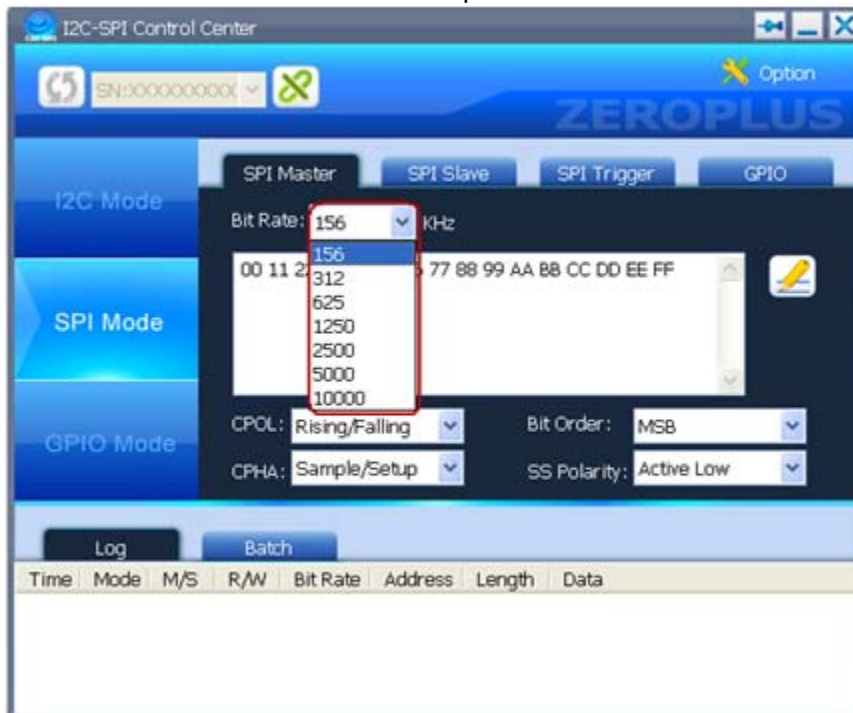 I2C-SPI Control Center
SN:XXXXXXXXXX
Option
ZEROPLUS
I2C Mode
SPI Mode
GPIO Mode
SPI Master SPI Slave SPI Trigger GPIO
Bit Rate: 156 KHz
156
312
625
1250
2500
5000
10000
00 11 77 88 99 AA BB CC DD EE FF
CPOL: Rising/Falling Bit Order: MSB
CPHA: Sample/Setup SS Polarity: Active Low
Log Batch
Time Mode M/S R/W Bit Rate Address Length Data